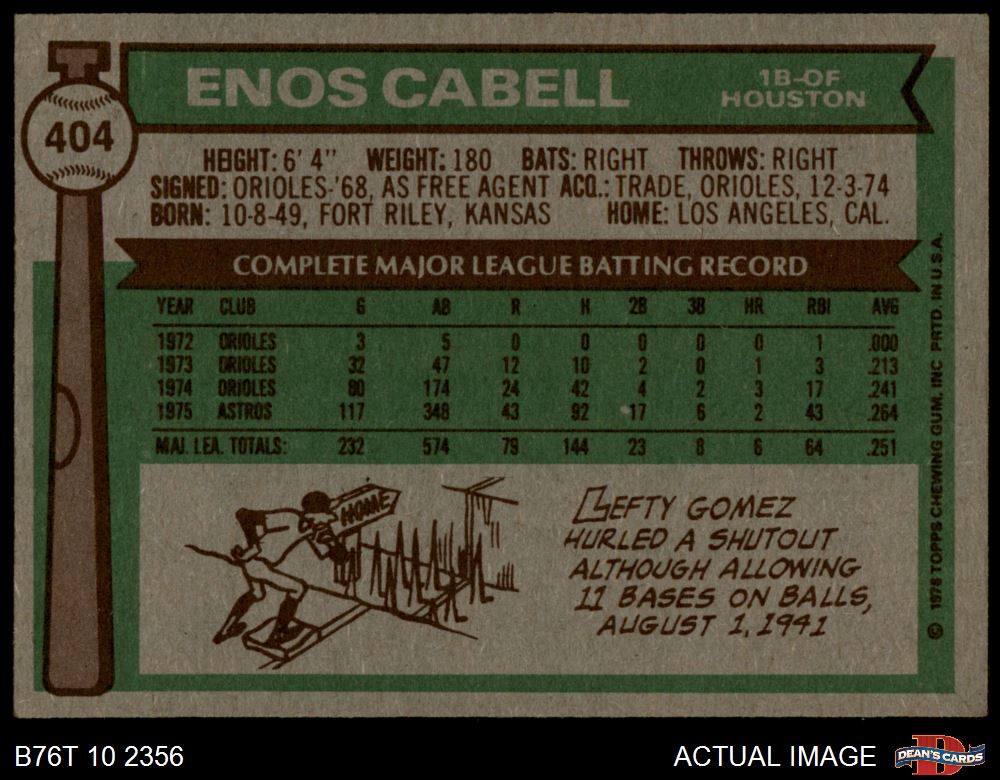 404
ENOS CABELL
1B-OF
HOUSTON
HEIGHT: 6' 4" WEIGHT: 180 BATS: RIGHT THROWS: RIGHT
SIGNED: ORIOLES-'68, AS FREE AGENT ACQ.: TRADE, ORIOLES, 12-3-74
BORN: 10-8-49, FORT RILEY, KANSAS HOME: LOS ANGELES, CAL.
COMPLETE MAJOR LEAGUE BATTING RECORD
YEAR CLUB G AB R H 2B 3B HR RBI AVG
1972 ORIOLES 3 5 0 0 0 0 0 1 .000
1973 ORIOLES 32 47 12 10 2 0 1 3 .213
1974 ORIOLES 80 174 24 42 4 2 3 17 .241
1975 ASTROS 117 348 43 92 17 6 2 43 .264
MAJ. LEA. TOTALS: 232 574 79 144 23 8 6 64 .251
HOME
LEFTY GOMEZ
HURLED A SHUTOUT
ALTHOUGH ALLOWING
11 BASES ON BALLS,
AUGUST 1, 1941
© 1976 TOPPS CHEWING GUM, INC PRTD. IN U.S.A.
B76T 10 2356
ACTUAL IMAGE
D
DEAN'S CARDS